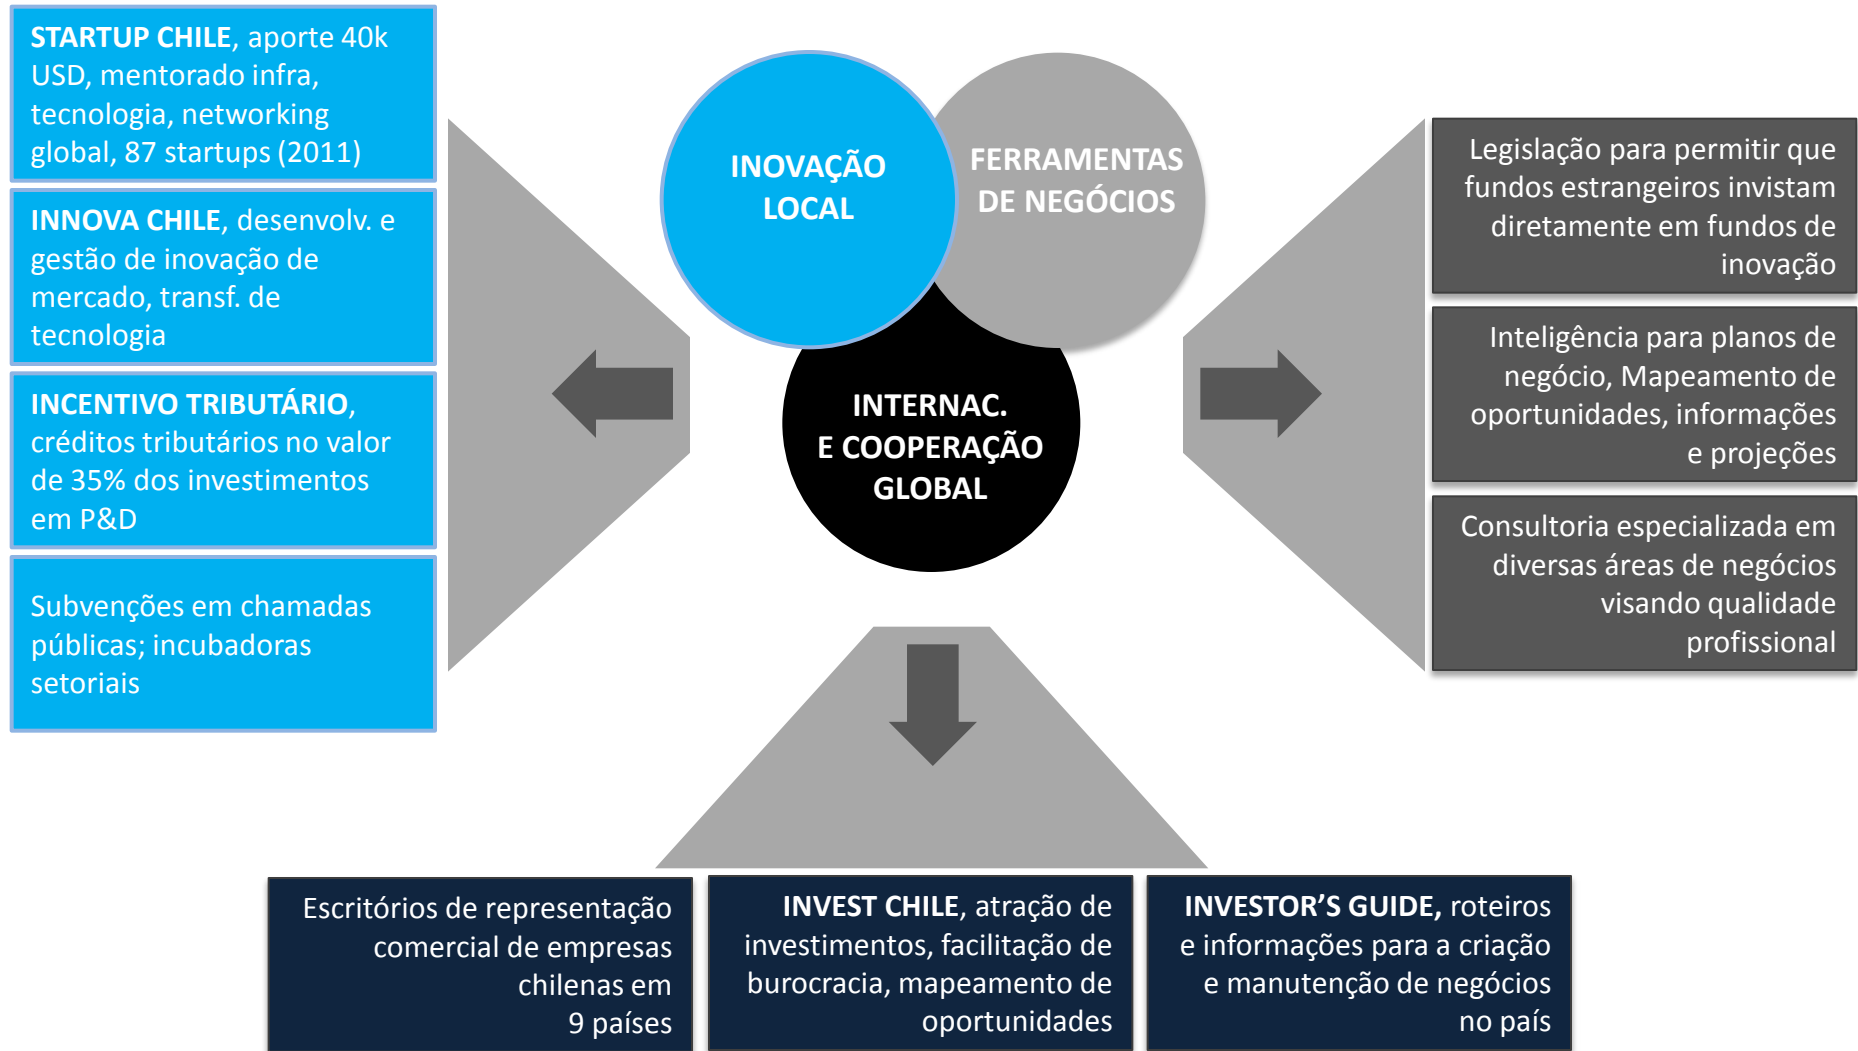 STARTUP CHILE, aporte 40k
USD, mentorado infra,
tecnologia, networking
global, 87 startups (2011)
INNOVA CHILE, desenvolv. e
gestão de inovação de
mercado, transf. de
tecnologia
INCENTIVO TRIBUTÁRIO,
créditos tributários no valor
de 35% dos investimentos
em P&D
Subvenções em chamadas
públicas; incubadoras
setoriais
INOVAÇÃO
LOCAL
FERRAMENTAS
DE NEGÓCIOS
INTERNAC.
E COOPERAÇÃO
GLOBAL
Legislação para permitir que
fundos estrangeiros invistam
diretamente em fundos de
inovação
Inteligência para planos de
negócio, Mapeamento de
oportunidades, informações
e projeções
Consultoria especializada em
diversas áreas de negócios
visando qualidade
profissional
Escritórios de representação
comercial de empresas
chilenas em
9 países
INVEST CHILE, atração de
investimentos, facilitação de
burocracia, mapeamento de
oportunidades
INVESTOR'S GUIDE, roteiros
e informações para a criação
e manutenção de negócios
no país